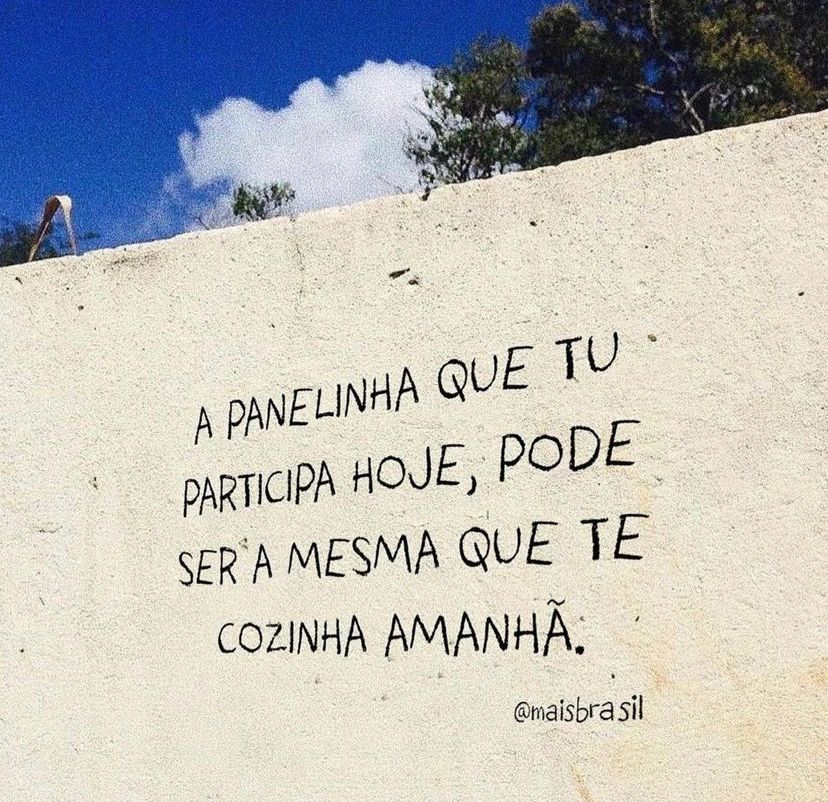 A PANELINHA QUE TU
PARTICIPA HOJE, PODE
SER A MESMA QUE TE
COZINHA AMANHÃ.
@maisbrasil